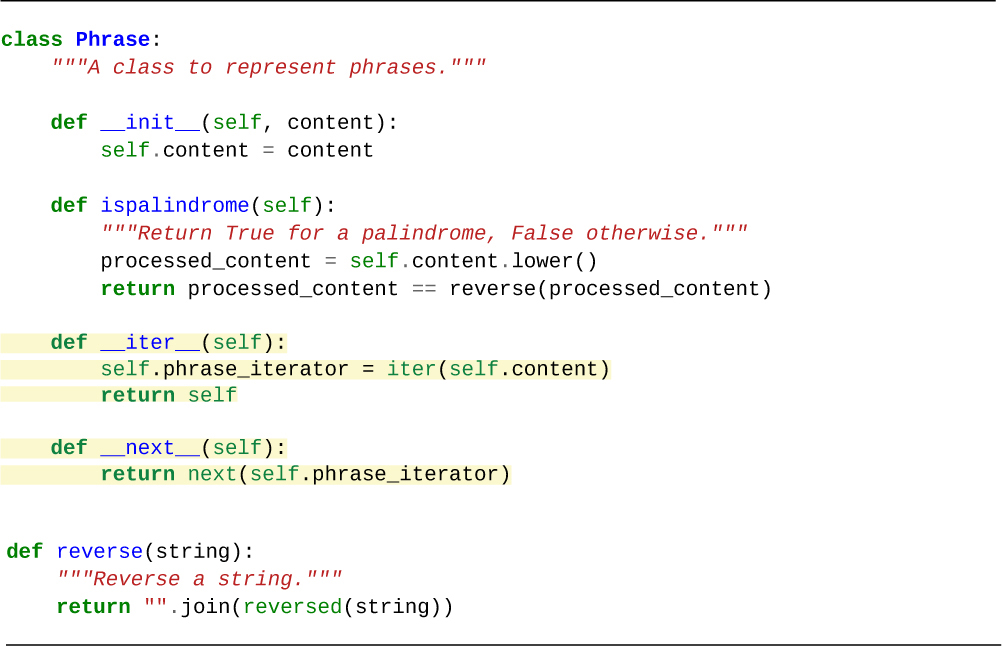 class Phrase:
    """A class to represent phrases."""

    def __init__(self, content):
        self.content = content

    def ispalindrome(self):
        """Return True for a palindrome, False otherwise."""
        processed_content = self.content.lower()
        return processed_content == reverse(processed_content)

    def __iter__(self):
        self.phrase_iterator = iter(self.content)
        return self

    def __next__(self):
        return next(self.phrase_iterator)

def reverse(string):
    """Reverse a string."""
    return "".join(reversed(string))